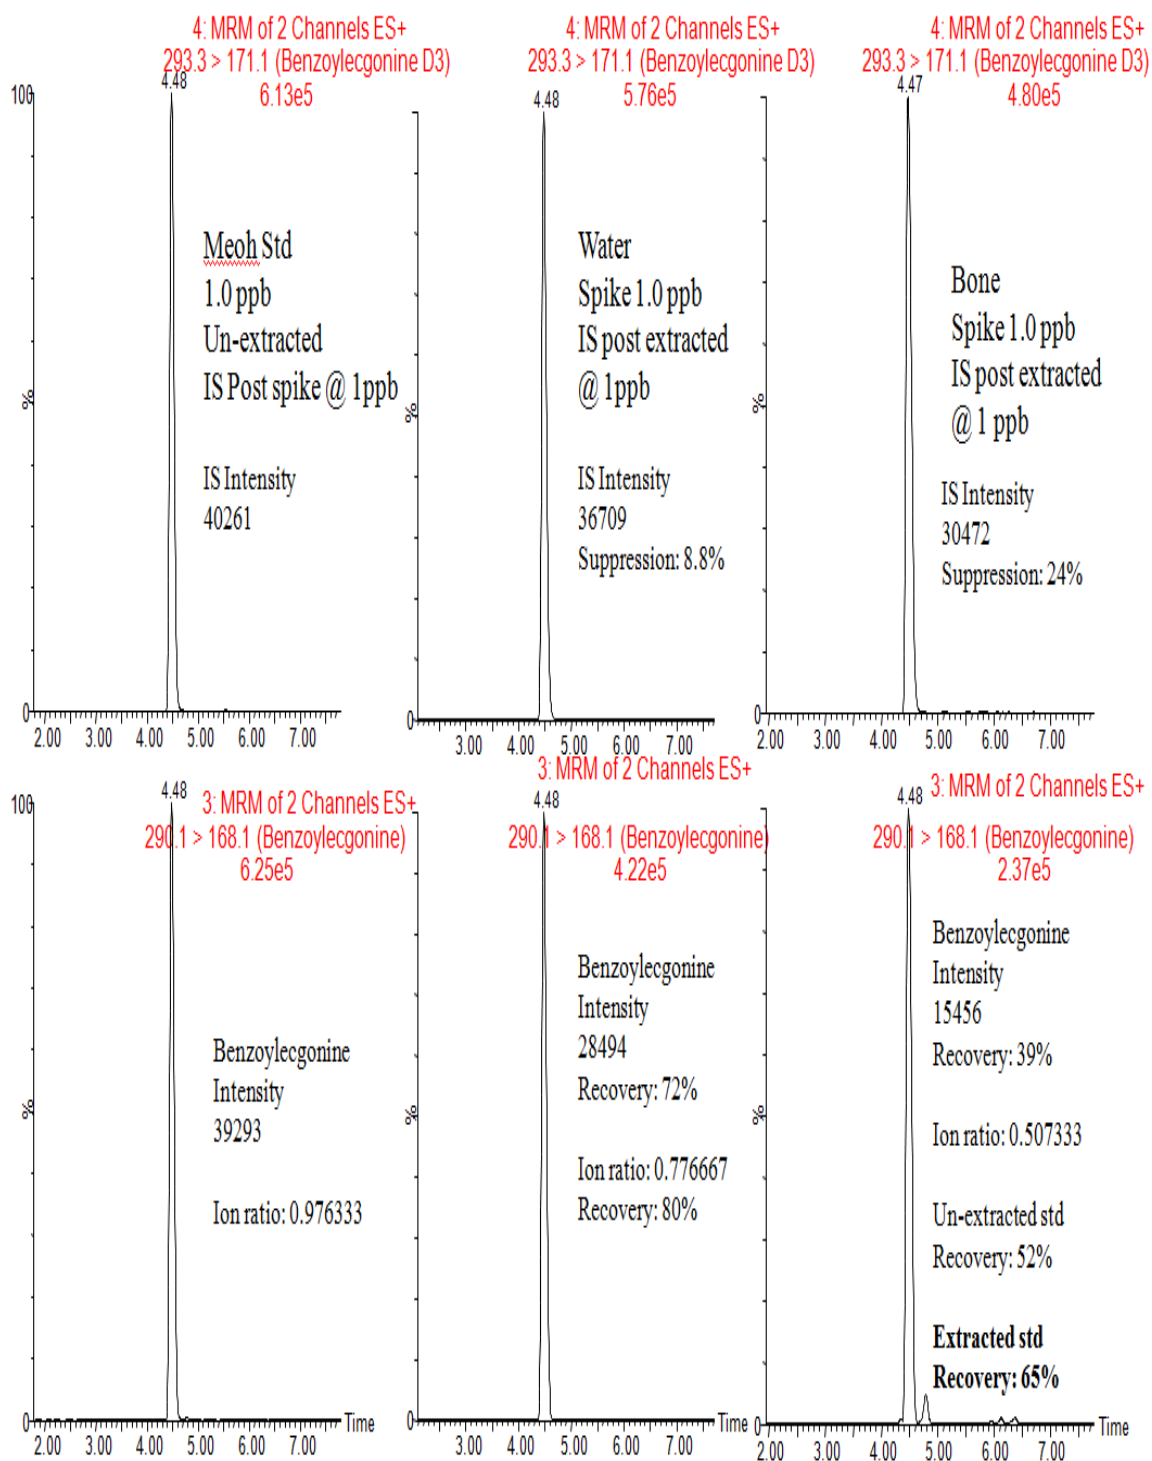 4: MRM of 2 Channels ES+
293.3 > 171.1 (Benzoylecgonine D3)
6.13e5
4.48
100
%
0
Meoh Std
1.0 ppb
Un-extracted
IS Post spike @ 1ppb
IS Intensity
40261
2.00 3.00 4.00 5.00 6.00 7.00
4: MRM of 2 Channels ES+
293.3 > 171.1 (Benzoylecgonine D3)
5.76e5
4.48
%
0
Water
Spike 1.0 ppb
IS post extracted
@ 1ppb
IS Intensity
36709
Suppression: 8.8%
3.00 4.00 5.00 6.00 7.00
4: MRM of 2 Channels ES+
293.3 > 171.1 (Benzoylecgonine D3)
4.80e5
4.47
%
0
Bone
Spike 1.0 ppb
IS post extracted
@ 1 ppb
IS Intensity
30472
Suppression: 24%
2.00 3.00 4.00 5.00 6.00 7.00
3: MRM of 2 Channels ES+
290.1 > 168.1 (Benzoylecgonine)
6.25e5
4.48
100
%
0
Benzoylecgonine
Intensity
39293
Ion ratio: 0.976333
Time
2.00 3.00 4.00 5.00 6.00 7.00
3: MRM of 2 Channels ES+
290.1 > 168.1 (Benzoylecgonine)
4.22e5
4.48
%
0
Benzoylecgonine
Intensity
28494
Recovery: 72%
Ion ratio: 0.776667
Recovery: 80%
Time
3.00 4.00 5.00 6.00 7.00
3: MRM of 2 Channels ES+
290.1 > 168.1 (Benzoylecgonine)
2.37e5
4.48
%
0
Benzoylecgonine
Intensity
15456
Recovery: 39%
Ion ratio: 0.507333
Un-extracted std
Recovery: 52%
Extracted std
Recovery: 65%
Time
2.00 3.00 4.00 5.00 6.00 7.00